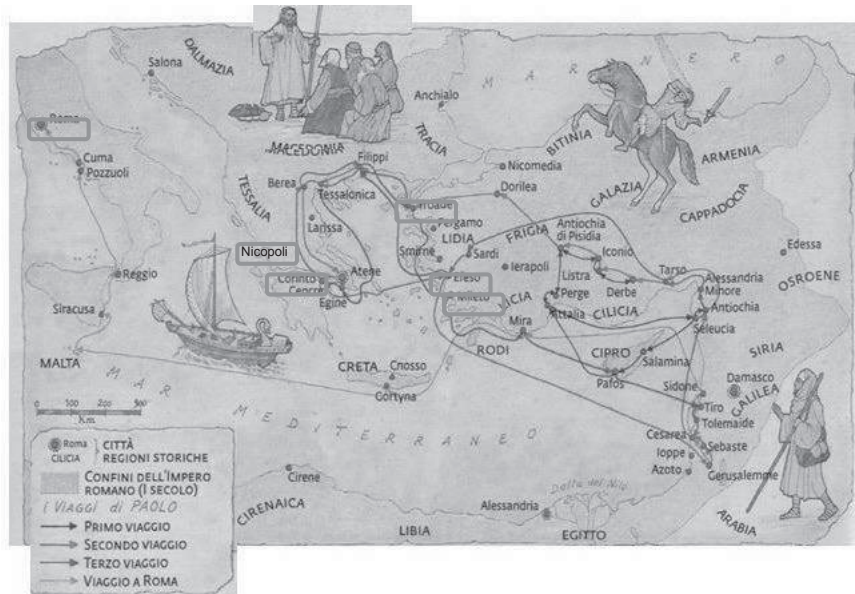 DALMAZIA
Salona
MAR NERO
Anchialo
TRACIA
BITINIA
ARMENIA
Roma
MACEDONIA
Filippi
Nicomedia
Cuma
Pozzuoli
TESSALIA
Berea
Tessalonica
Dorilea
GALAZIA
CAPPADOCIA
Troade
Pergamo
Larissa
LIDIA
FRIGIA
Antiochia
di Pisidia
Edessa
Nicopoli
Smirne
Sardi
Iconio
OSROENE
Reggio
Atene
Ierapoli
Listra
Tarso
Alessandria
Minore
Corinto
Cencre
Efeso
Derbe
Egine
Mileto
Perge
Siracusa
Attalia
CILICIA
Antiochia
Mira
Seleucia
MALTA
RODI
CIPRO
SIRIA
CRETA
Cnosso
Salamina
Gortyna
Pafos
Sidone
Damasco
MAR MEDITERRANEO
Tiro
GALILEA
300
Km
Tolemaide
Cesarea
Sebaste
Ioppe
Azoto
Gerusalemme
Cirene
Delta del Nilo
CIRENAICA
Alessandria
LIBIA
EGITTO
ARABIA
Roma
CILICIA
CITTÀ
REGIONI STORICHE
CONFINI DELL'IMPERO
ROMANO (I SECOLO)
I VIAGGI di PAOLO
PRIMO VIAGGIO
SECONDO VIAGGIO
TERZO VIAGGIO
VIAGGIO A ROMA